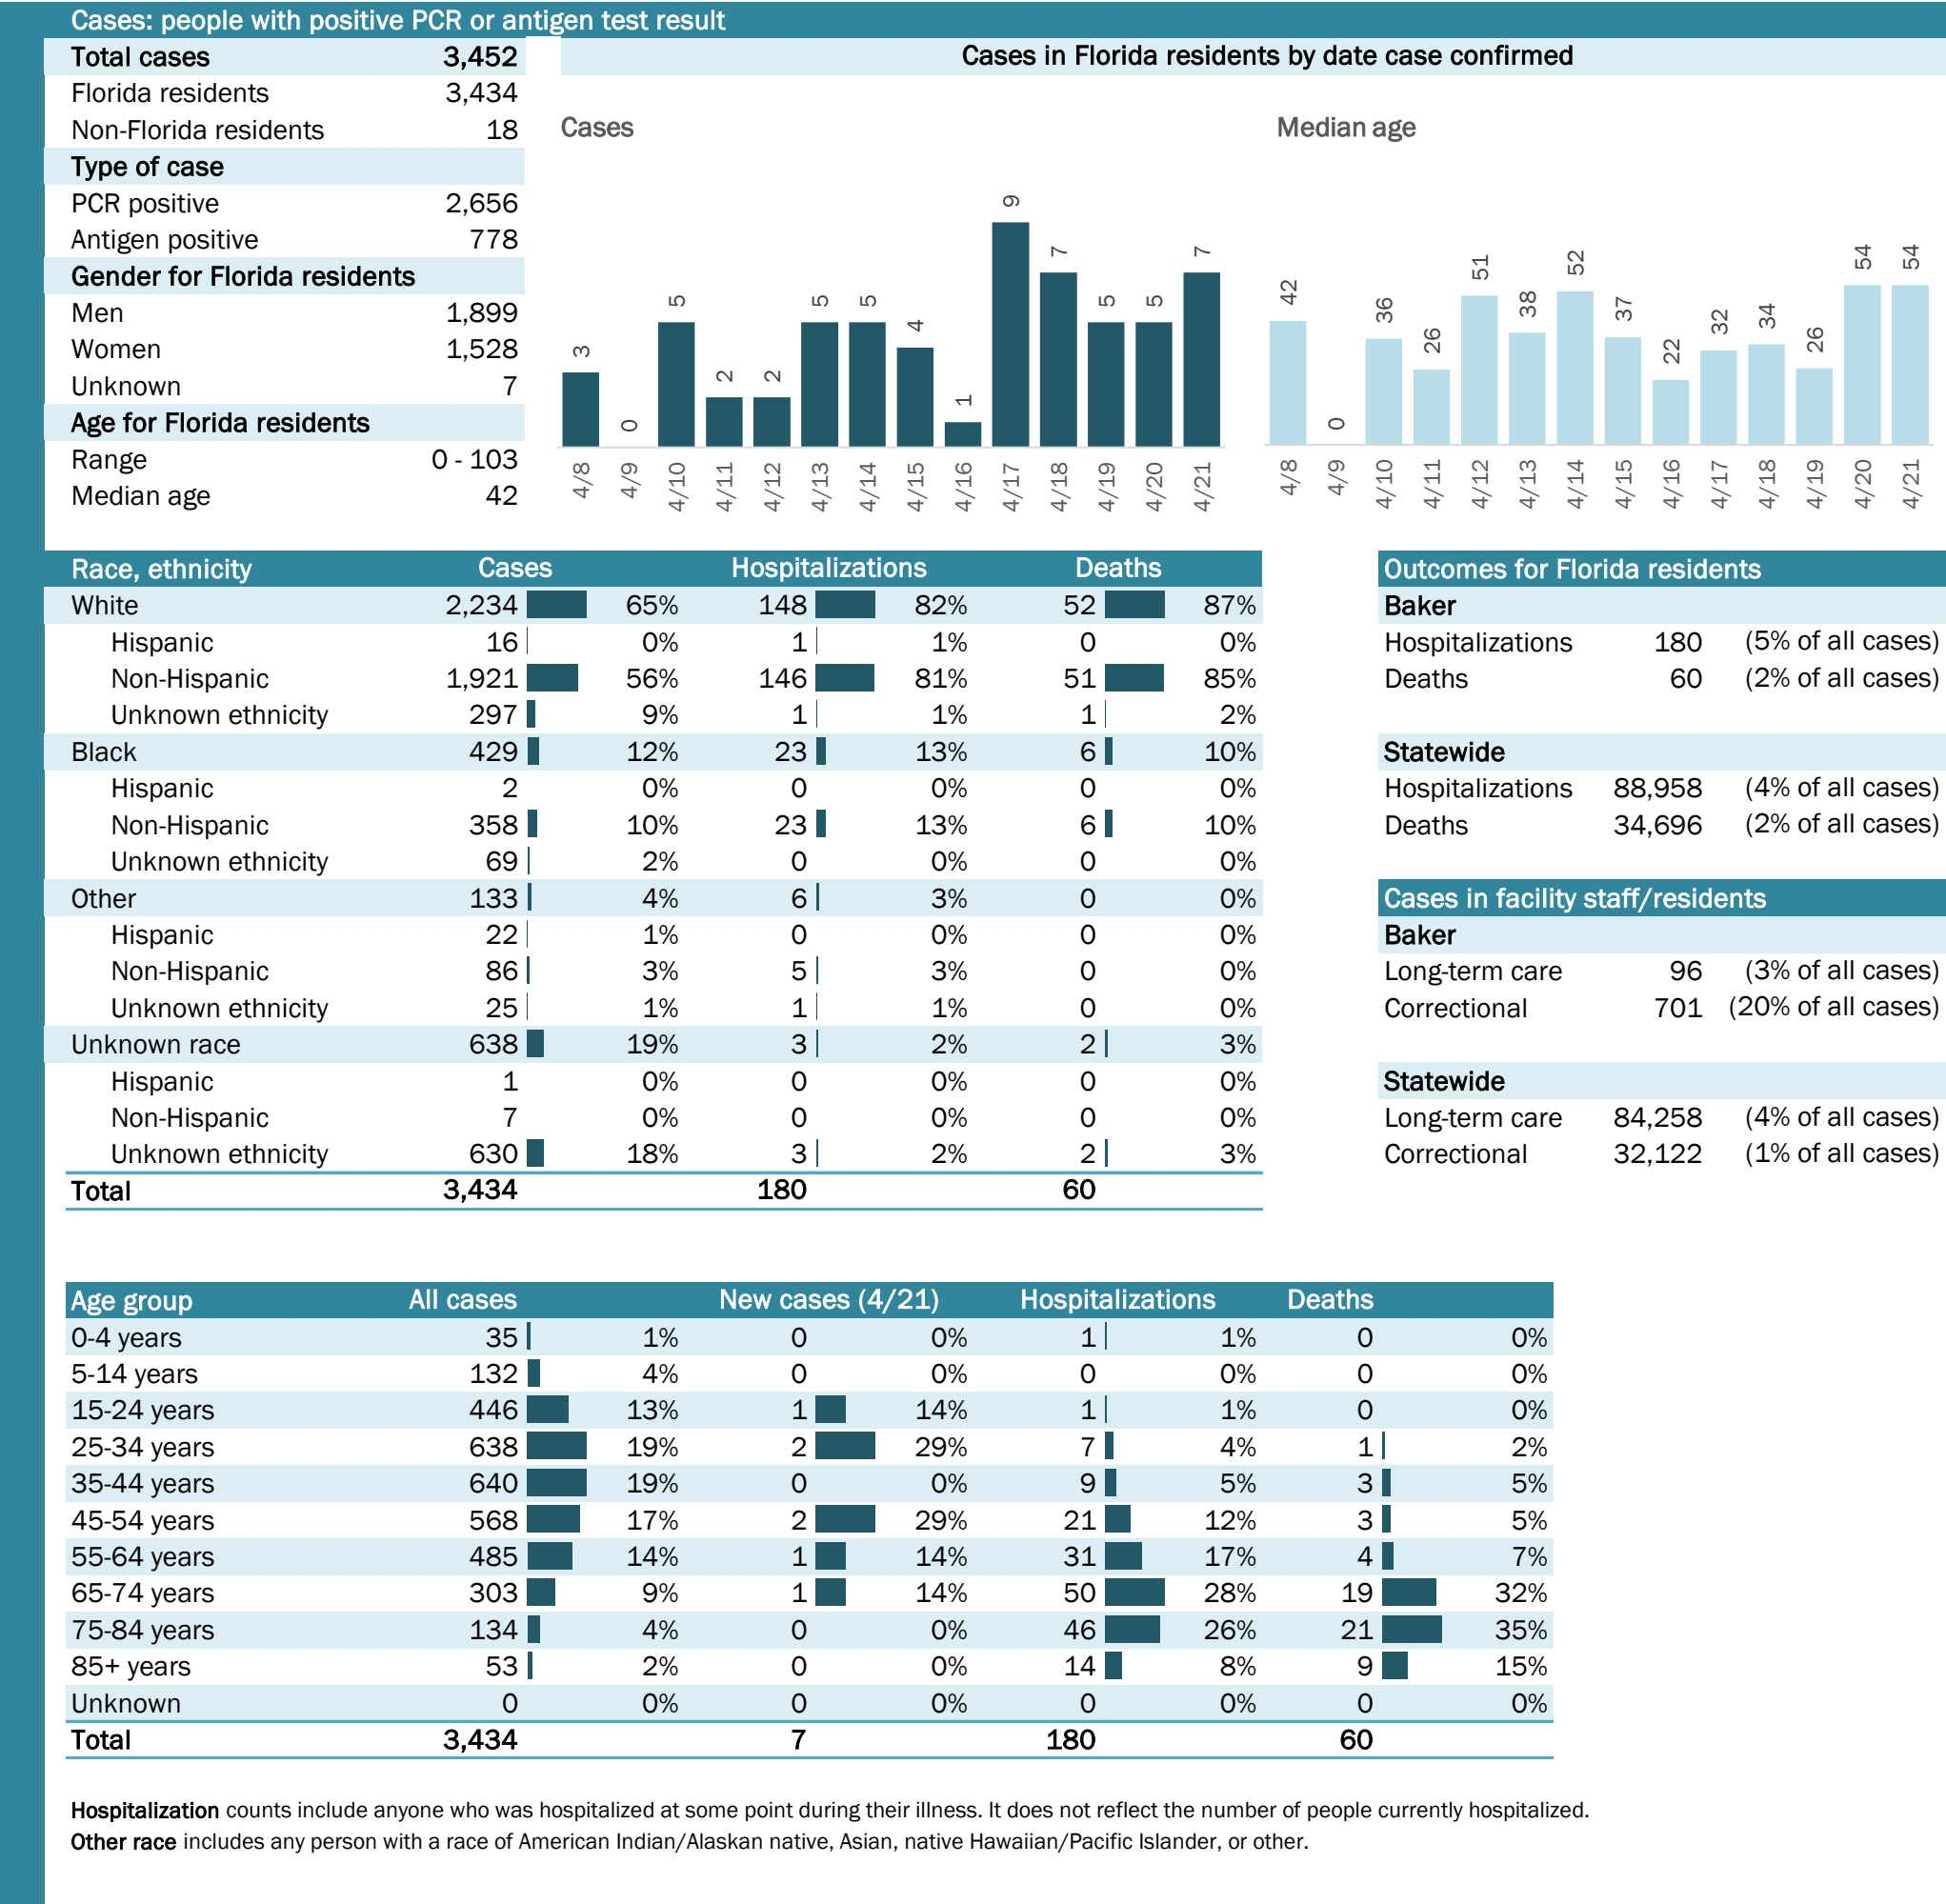 Cases: people with positive PCR or antigen test result
Total cases 3,452
Florida residents 3,434
Non-Florida residents 18
Type of case
PCR positive 2,656
Antigen positive 778
Gender for Florida residents
Men 1,899
Women 1,528
Unknown 7
Age for Florida residents
Range 0 - 103
Median age 42
Cases in Florida residents by date case confirmed
Cases
3 0 5 2 2 5 5 4 1 9 7 5 5 7
4/8 4/9 4/10 4/11 4/12 4/13 4/14 4/15 4/16 4/17 4/18 4/19 4/20 4/21
Median age
42 0 36 26 51 38 52 37 22 32 34 26 54 54
4/8 4/9 4/10 4/11 4/12 4/13 4/14 4/15 4/16 4/17 4/18 4/19 4/20 4/21
Race, ethnicity Cases Hospitalizations Deaths
White 2,234 65% 148 82% 52 87%
Hispanic 16 0% 1 1% 0 0%
Non-Hispanic 1,921 56% 146 81% 51 85%
Unknown ethnicity 297 9% 1 1% 1 2%
Black 429 12% 23 13% 6 10%
Hispanic 2 0% 0 0% 0 0%
Non-Hispanic 358 10% 23 13% 6 10%
Unknown ethnicity 69 2% 0 0% 0 0%
Other 133 4% 6 3% 0 0%
Hispanic 22 1% 0 0% 0 0%
Non-Hispanic 86 3% 5 3% 0 0%
Unknown ethnicity 25 1% 1 1% 0 0%
Unknown race 638 19% 3 2% 2 3%
Hispanic 1 0% 0 0% 0 0%
Non-Hispanic 7 0% 0 0% 0 0%
Unknown ethnicity 630 18% 3 2% 2 3%
Total 3,434 180 60
Outcomes for Florida residents
Baker
Hospitalizations 180 (5% of all cases)
Deaths 60 (2% of all cases)
Statewide
Hospitalizations 88,958 (4% of all cases)
Deaths 34,696 (2% of all cases)
Cases in facility staff/residents
Baker
Long-term care 96 (3% of all cases)
Correctional 701 (20% of all cases)
Statewide
Long-term care 84,258 (4% of all cases)
Correctional 32,122 (1% of all cases)
Age group All cases New cases (4/21) Hospitalizations Deaths
0-4 years 35 1% 0 0% 1 1% 0 0%
5-14 years 132 4% 0 0% 0 0% 0 0%
15-24 years 446 13% 1 14% 1 1% 0 0%
25-34 years 638 19% 2 29% 7 4% 1 2%
35-44 years 640 19% 0 0% 9 5% 3 5%
45-54 years 568 17% 2 29% 21 12% 3 5%
55-64 years 485 14% 1 14% 31 17% 4 7%
65-74 years 303 9% 1 14% 50 28% 19 32%
75-84 years 134 4% 0 0% 46 26% 21 35%
85+ years 53 2% 0 0% 14 8% 9 15%
Unknown 0 0% 0 0% 0 0% 0 0%
Total 3,434 7 180 60
Hospitalization counts include anyone who was hospitalized at some point during their illness. It does not reflect the number of people currently hospitalized.
Other race includes any person with a race of American Indian/Alaskan native, Asian, native Hawaiian/Pacific Islander, or other.